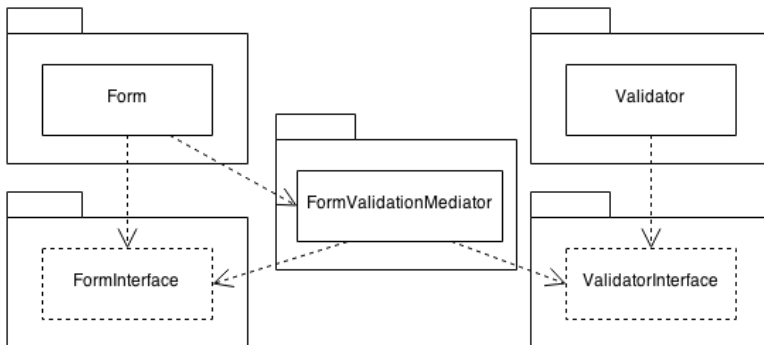 Form
Validator
FormValidationMediator
FormInterface
ValidatorInterface